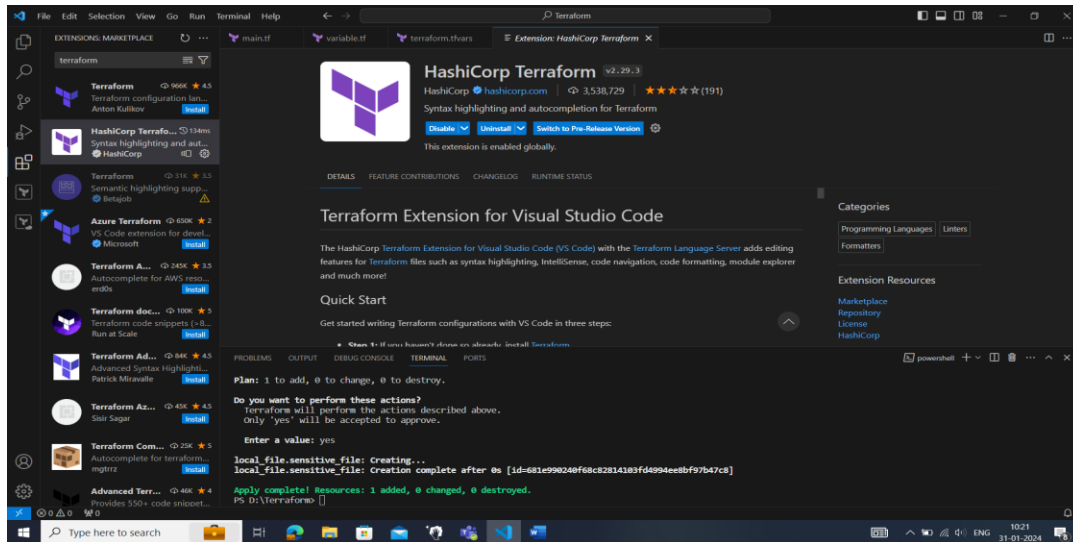 File Edit Selection View Go Run Terminal Help
Terraform
EXTENSIONS: MARKETPLACE
main.tf
variable.tf
terraform.tfvars
Extension: HashiCorp Terraform
terraform
Terraform 966K 4.5
Terraform configuration lan...
Anton Kulikov Install
HashiCorp Terrafo... 134ms
Syntax highlighting and aut...
HashiCorp
Terraform 31K 3.5
Semantic highlighting supp...
Betajob
Azure Terraform 650K 2
VS Code extension for devel...
Microsoft Install
Terraform A... 245K 3.5
Autocomplete for AWS reso...
erd0s Install
Terraform doc... 100K 5
Terraform code snippets (>8...
Run at Scale Install
Terraform Ad... 84K 4.5
Advanced Syntax Highlighti...
Patrick Miravalle Install
Terraform Az... 45K 4.5
Sisir Sagar Install
Terraform Com... 25K 5
Autocomplete for terraform...
mgtrrz Install
Advanced Terr... 46K 4
Provides 550+ code snippet...
HashiCorp Terraform v2.29.3
HashiCorp hashicorp.com 3,538,729 (191)
Syntax highlighting and autocompletion for Terraform
Disable Uninstall Switch to Pre-Release Version
This extension is enabled globally.
DETAILS FEATURE CONTRIBUTIONS CHANGELOG RUNTIME STATUS
Terraform Extension for Visual Studio Code
The HashiCorp Terraform Extension for Visual Studio Code (VS Code) with the Terraform Language Server adds editing
features for Terraform files such as syntax highlighting, IntelliSense, code navigation, code formatting, module explorer
and much more!
Quick Start
Get started writing Terraform configurations with VS Code in three steps:
Step 1: If you haven't done so already, install Terraform
Categories
Programming Languages Linters
Formatters
Extension Resources
Marketplace
Repository
License
HashiCorp
PROBLEMS OUTPUT DEBUG CONSOLE TERMINAL PORTS
powershell
Plan: 1 to add, 0 to change, 0 to destroy.
Do you want to perform these actions?
Terraform will perform the actions described above.
Only 'yes' will be accepted to approve.
Enter a value: yes
local_file.sensitive_file: Creating...
local_file.sensitive_file: Creation complete after 0s [id=681e990240f68c82814103fd4994ee8bf97b47c8]
Apply complete! Resources: 1 added, 0 changed, 0 destroyed.
PS D:\Terraform>
0 0 0
Type here to search
ENG
10:21
31-01-2024